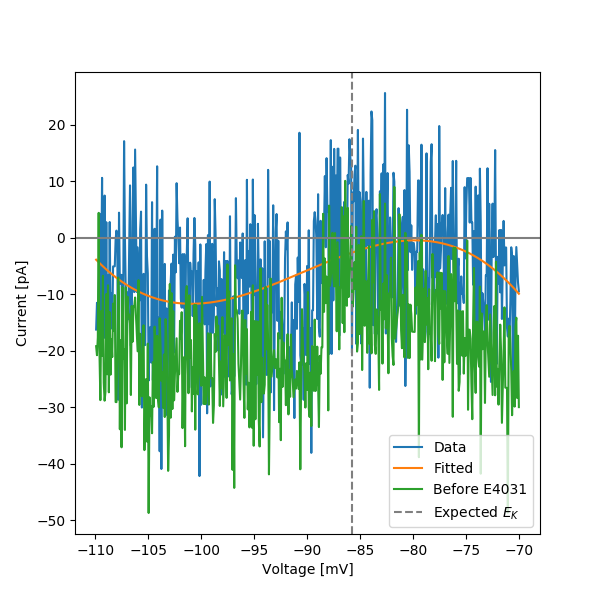 20
10
0
−10
−20
−30
−40
−50
Current [pA]
−110 −105 −100 −95 −90 −85 −80 −75 −70
Voltage [mV]
Data
Fitted
Before E4031
Expected E_K